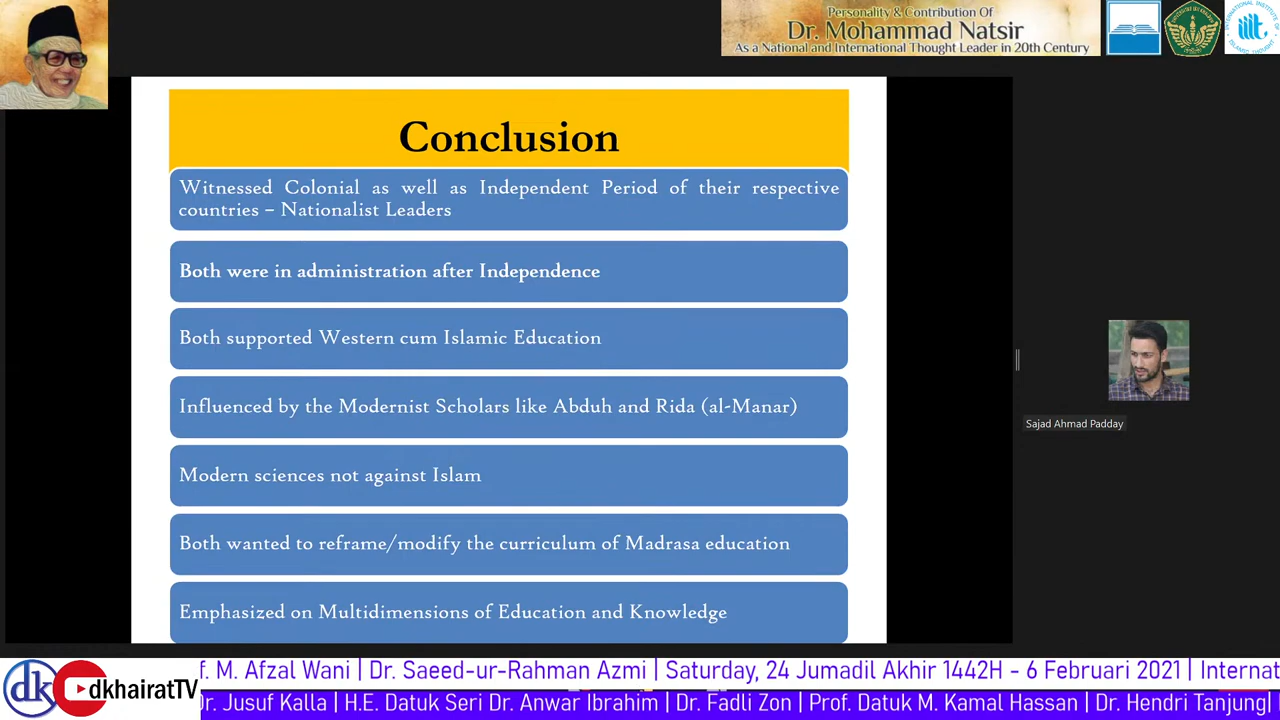 Personality & Contribution Of
Dr. Mohammad Natsir
As a National and International Thought Leader in 20th Century
Conclusion
Witnessed Colonial as well as Independent Period of their respective
countries – Nationalist Leaders
Both were in administration after Independence
Both supported Western cum Islamic Education
Influenced by the Modernist Scholars like Abduh and Rida (al-Manar)
Modern sciences not against Islam
Both wanted to reframe/modify the curriculum of Madrasa education
Emphasized on Multidimensions of Education and Knowledge
Sajad Ahmad Padday
f. M. Afzal Wani | Dr. Saeed-ur-Rahman Azmi | Saturday, 24 Jumadil Akhir 1442H - 6 Februari 2021 | Internat
Dr. Jusuf Kalla | H.E. Datuk Seri Dr. Anwar Ibrahim | Dr. Fadli Zon | Prof. Datuk M. Kamal Hassan | Dr. Hendri Tanjung|
dk
dkhairatTV